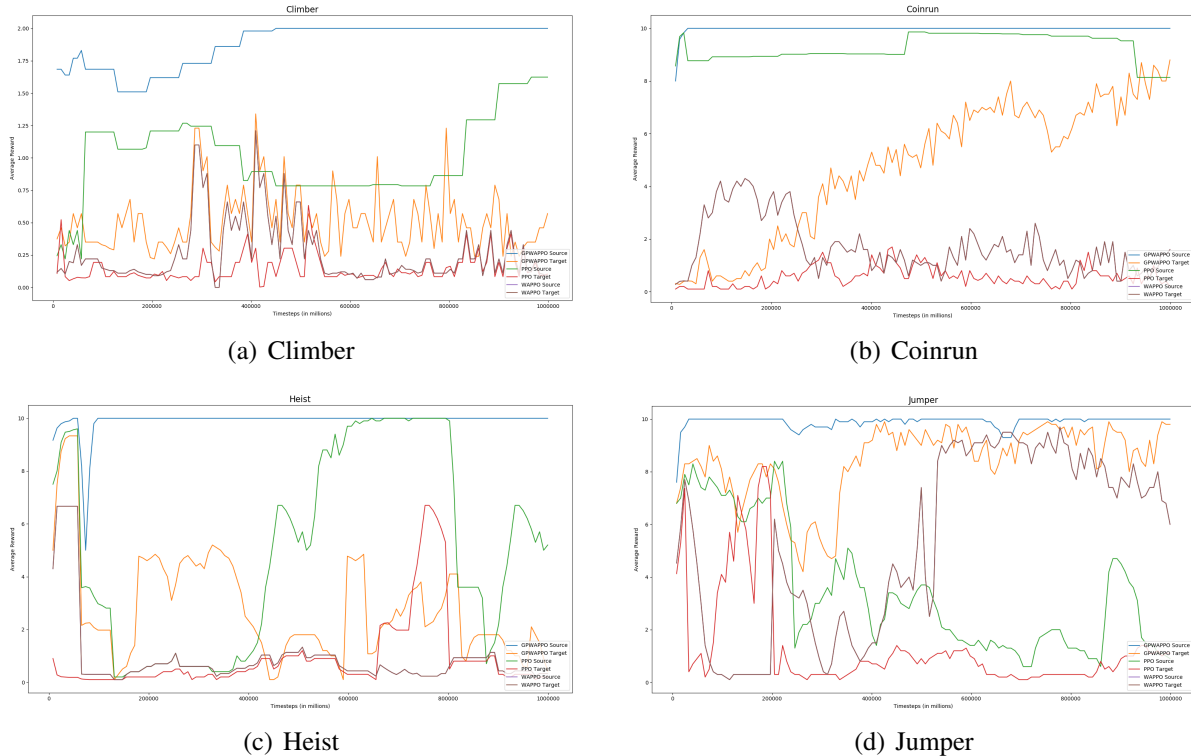 Climber
2.00
1.75
1.50
1.25
1.00
0.75
0.50
0.25
0.00
Average Reward
200000
400000
600000
800000
1000000
Timesteps (in millions)
GPWAPPO Source
GPWAPPO Target
PPO Source
PPO Target
WAPPO Source
WAPPO Target
(a) Climber
Coinrun
10
8
6
4
2
0
Average Reward
0
200000
400000
600000
800000
1000000
Timesteps (in millions)
GPWAPPO Source
GPWAPPO Target
PPO Source
PPO Target
WAPPO Source
WAPPO Target
(b) Coinrun
Heist
10
8
6
4
2
0
Average Reward
0
200000
400000
600000
800000
1000000
Timesteps (in millions)
GPWAPPO Source
GPWAPPO Target
PPO Source
PPO Target
WAPPO Source
WAPPO Target
(c) Heist
Jumper
10
8
6
4
2
0
Average Reward
0
200000
400000
600000
800000
1000000
Timesteps (in millions)
GPWAPPO Source
GPWAPPO Target
PPO Source
PPO Target
WAPPO Source
WAPPO Target
(d) Jumper